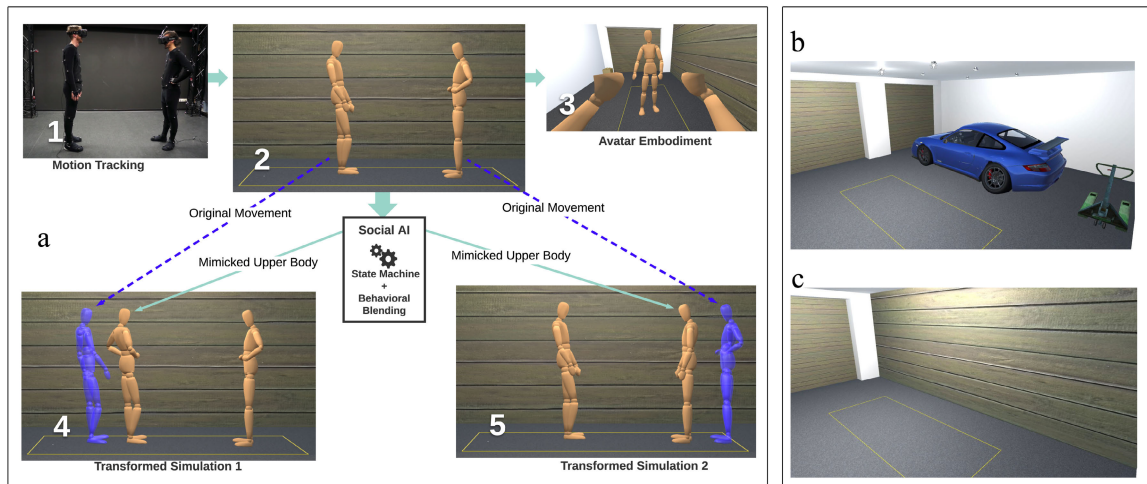 a
1
Motion Tracking
2
3
Avatar Embodiment
Original Movement
Original Movement
Social AI
State Machine
+
Behavioral
Blending
Mimicked Upper Body
Mimicked Upper Body
4
Transformed Simulation 1
5
Transformed Simulation 2
b
c